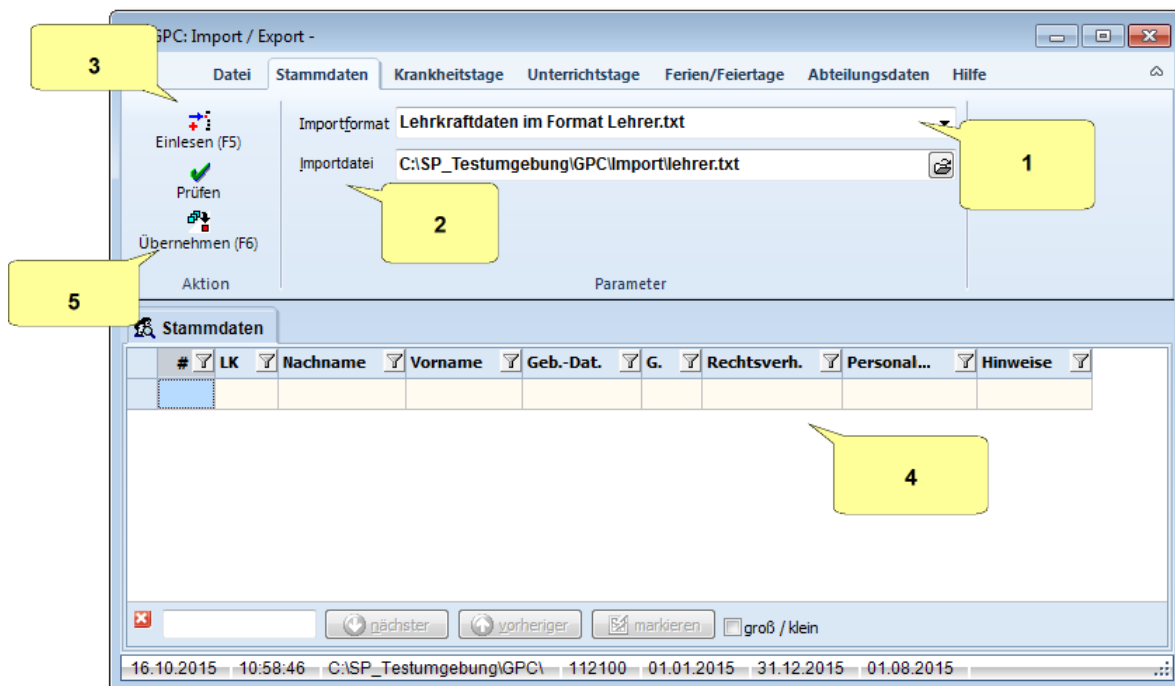 GPC: Import / Export -
3
Datei Stammdaten Krankheitstage Unterrichtstage Ferien/Feiertage Abteilungsdaten Hilfe
Importformat Lehrkraftdaten im Format Lehrer.txt
Einlesen (F5)
1
Importdatei C:\SP_Testumgebung\GPC\Import\lehrer.txt
Prüfen
2
Übernehmen (F6)
Aktion Parameter
5
Stammdaten
# LK Nachname Vorname Geb.-Dat. G. Rechtsverh. Personal... Hinweise
4
nächster vorheriger markieren groß / klein
16.10.2015 10:58:46 C:\SP_Testumgebung\GPC\ 112100 01.01.2015 31.12.2015 01.08.2015